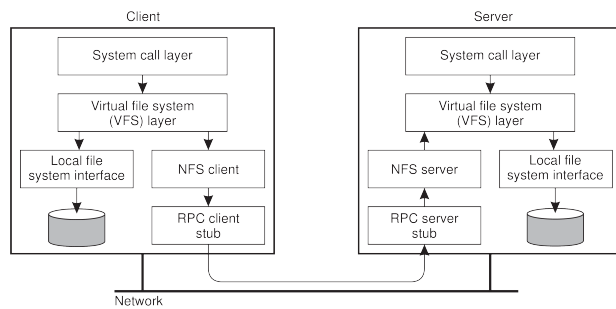 Client
Server
System call layer
System call layer
Virtual file system
(VFS) layer
Virtual file system
(VFS) layer
Local file
system interface
NFS client
NFS server
Local file
system interface
RPC client
stub
RPC server
stub
Network